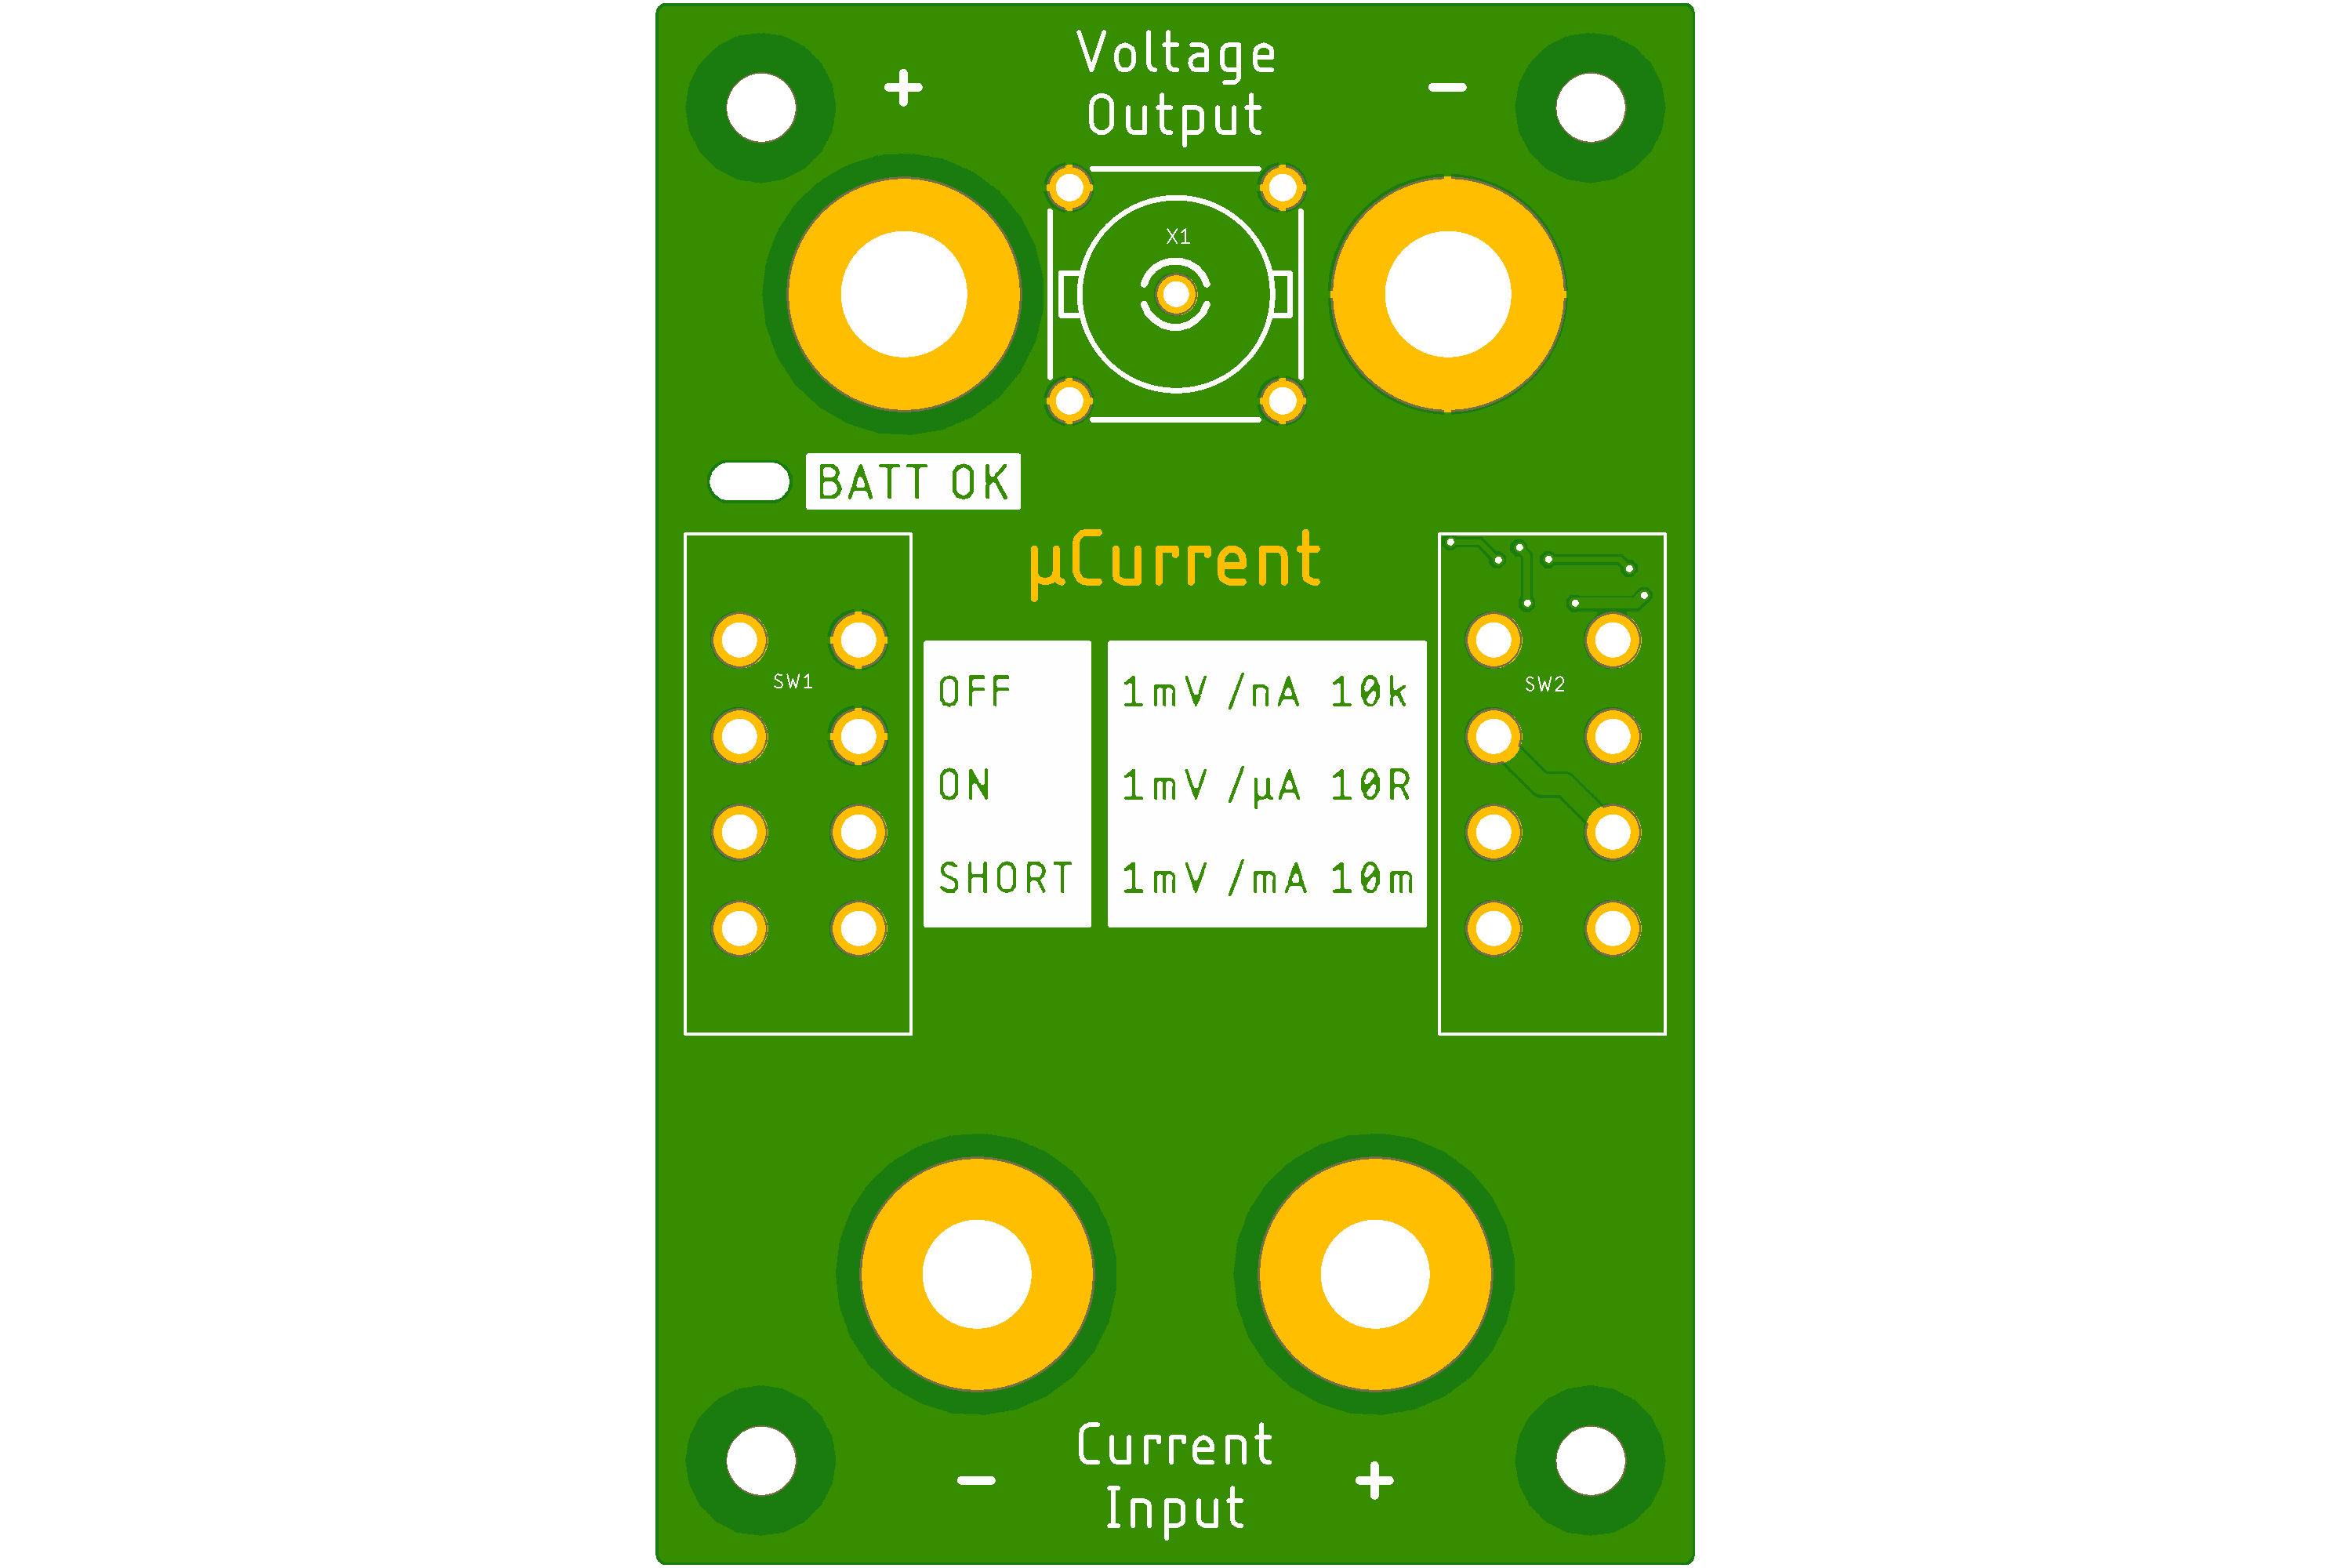 Voltage
+ Output −
X1
BATT OK
µCurrent
SW1
SW2
OFF 1mV/nA 10k
ON 1mV/µA 10R
SHORT 1mV/mA 10m
Current
− Input +